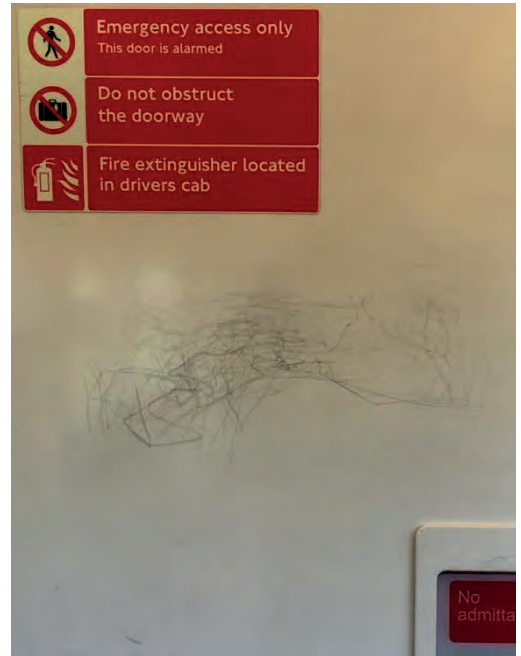 Emergency access only
This door is alarmed
Do not obstruct
the doorway
Fire extinguisher located
in drivers cab
No